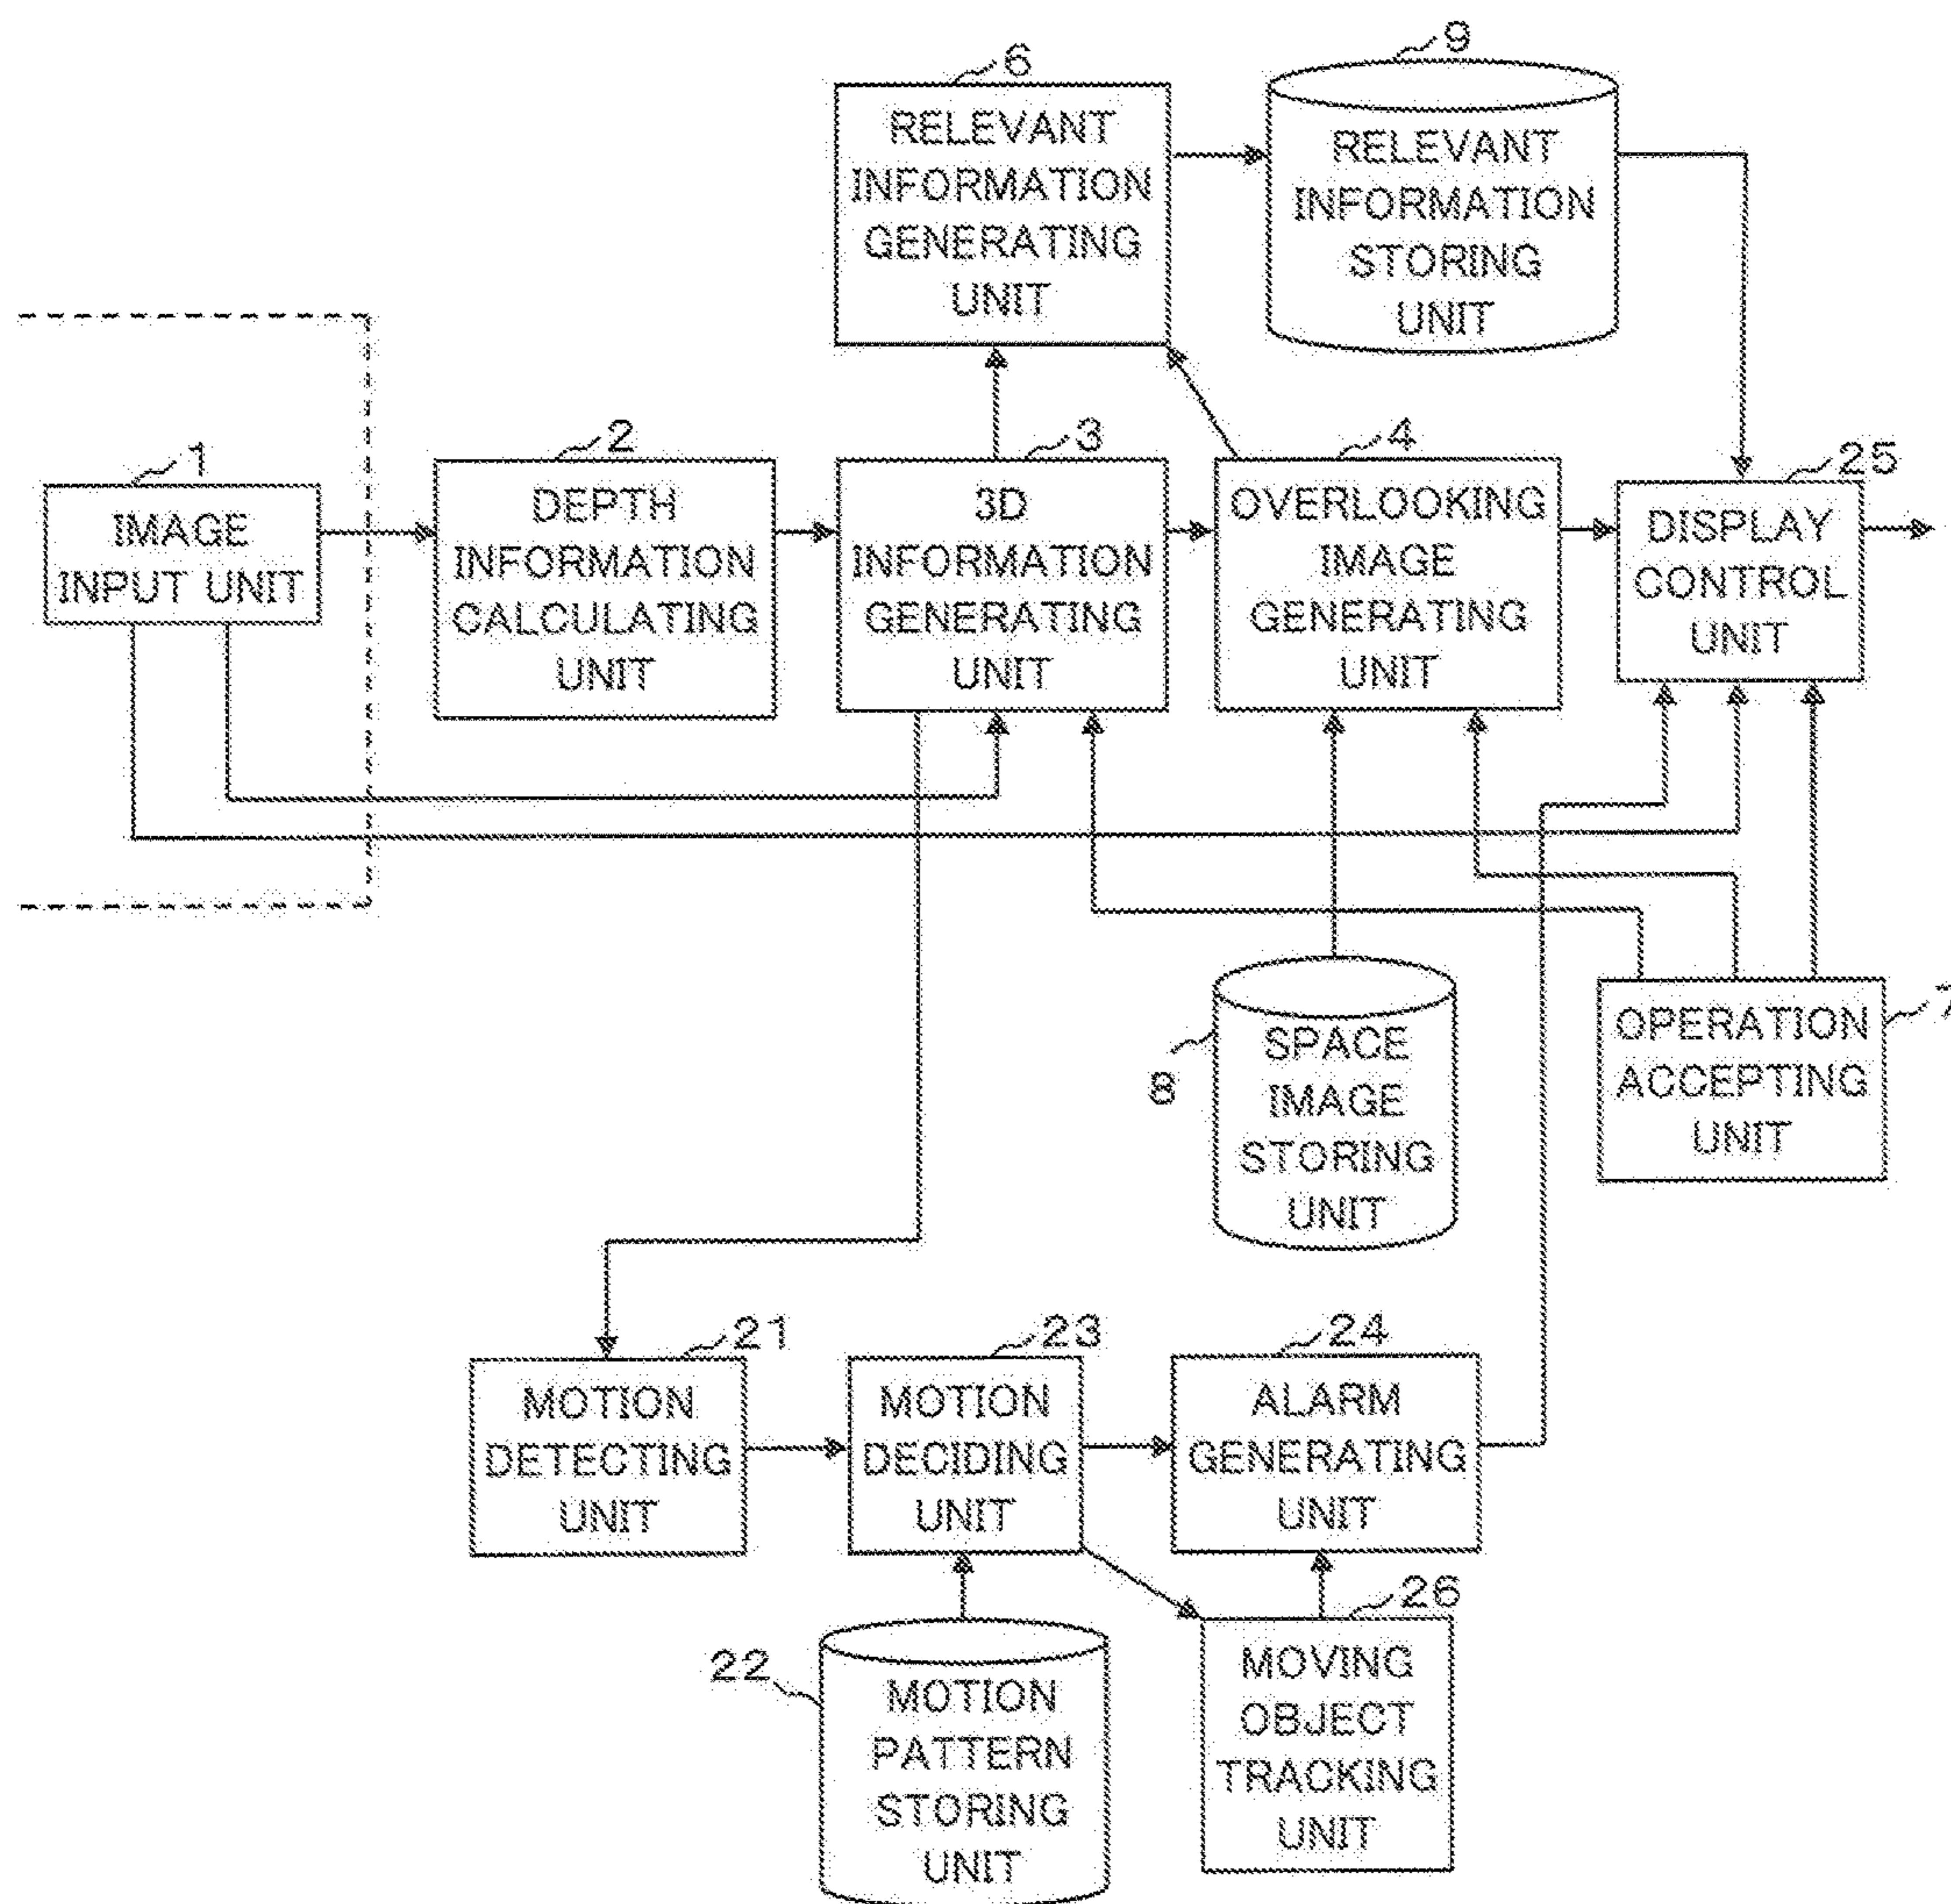 6
RELEVANT
INFORMATION
GENERATING
UNIT
9
RELEVANT
INFORMATION
STORING
UNIT
1
IMAGE
INPUT UNIT
2
DEPTH
INFORMATION
CALCULATING
UNIT
3
3D
INFORMATION
GENERATING
UNIT
4
OVERLOOKING
IMAGE
GENERATING
UNIT
25
DISPLAY
CONTROL
UNIT
8
SPACE
IMAGE
STORING
UNIT
7
OPERATION
ACCEPTING
UNIT
21
MOTION
DETECTING
UNIT
23
MOTION
DECIDING
UNIT
24
ALARM
GENERATING
UNIT
22
MOTION
PATTERN
STORING
UNIT
26
MOVING
OBJECT
TRACKING
UNIT